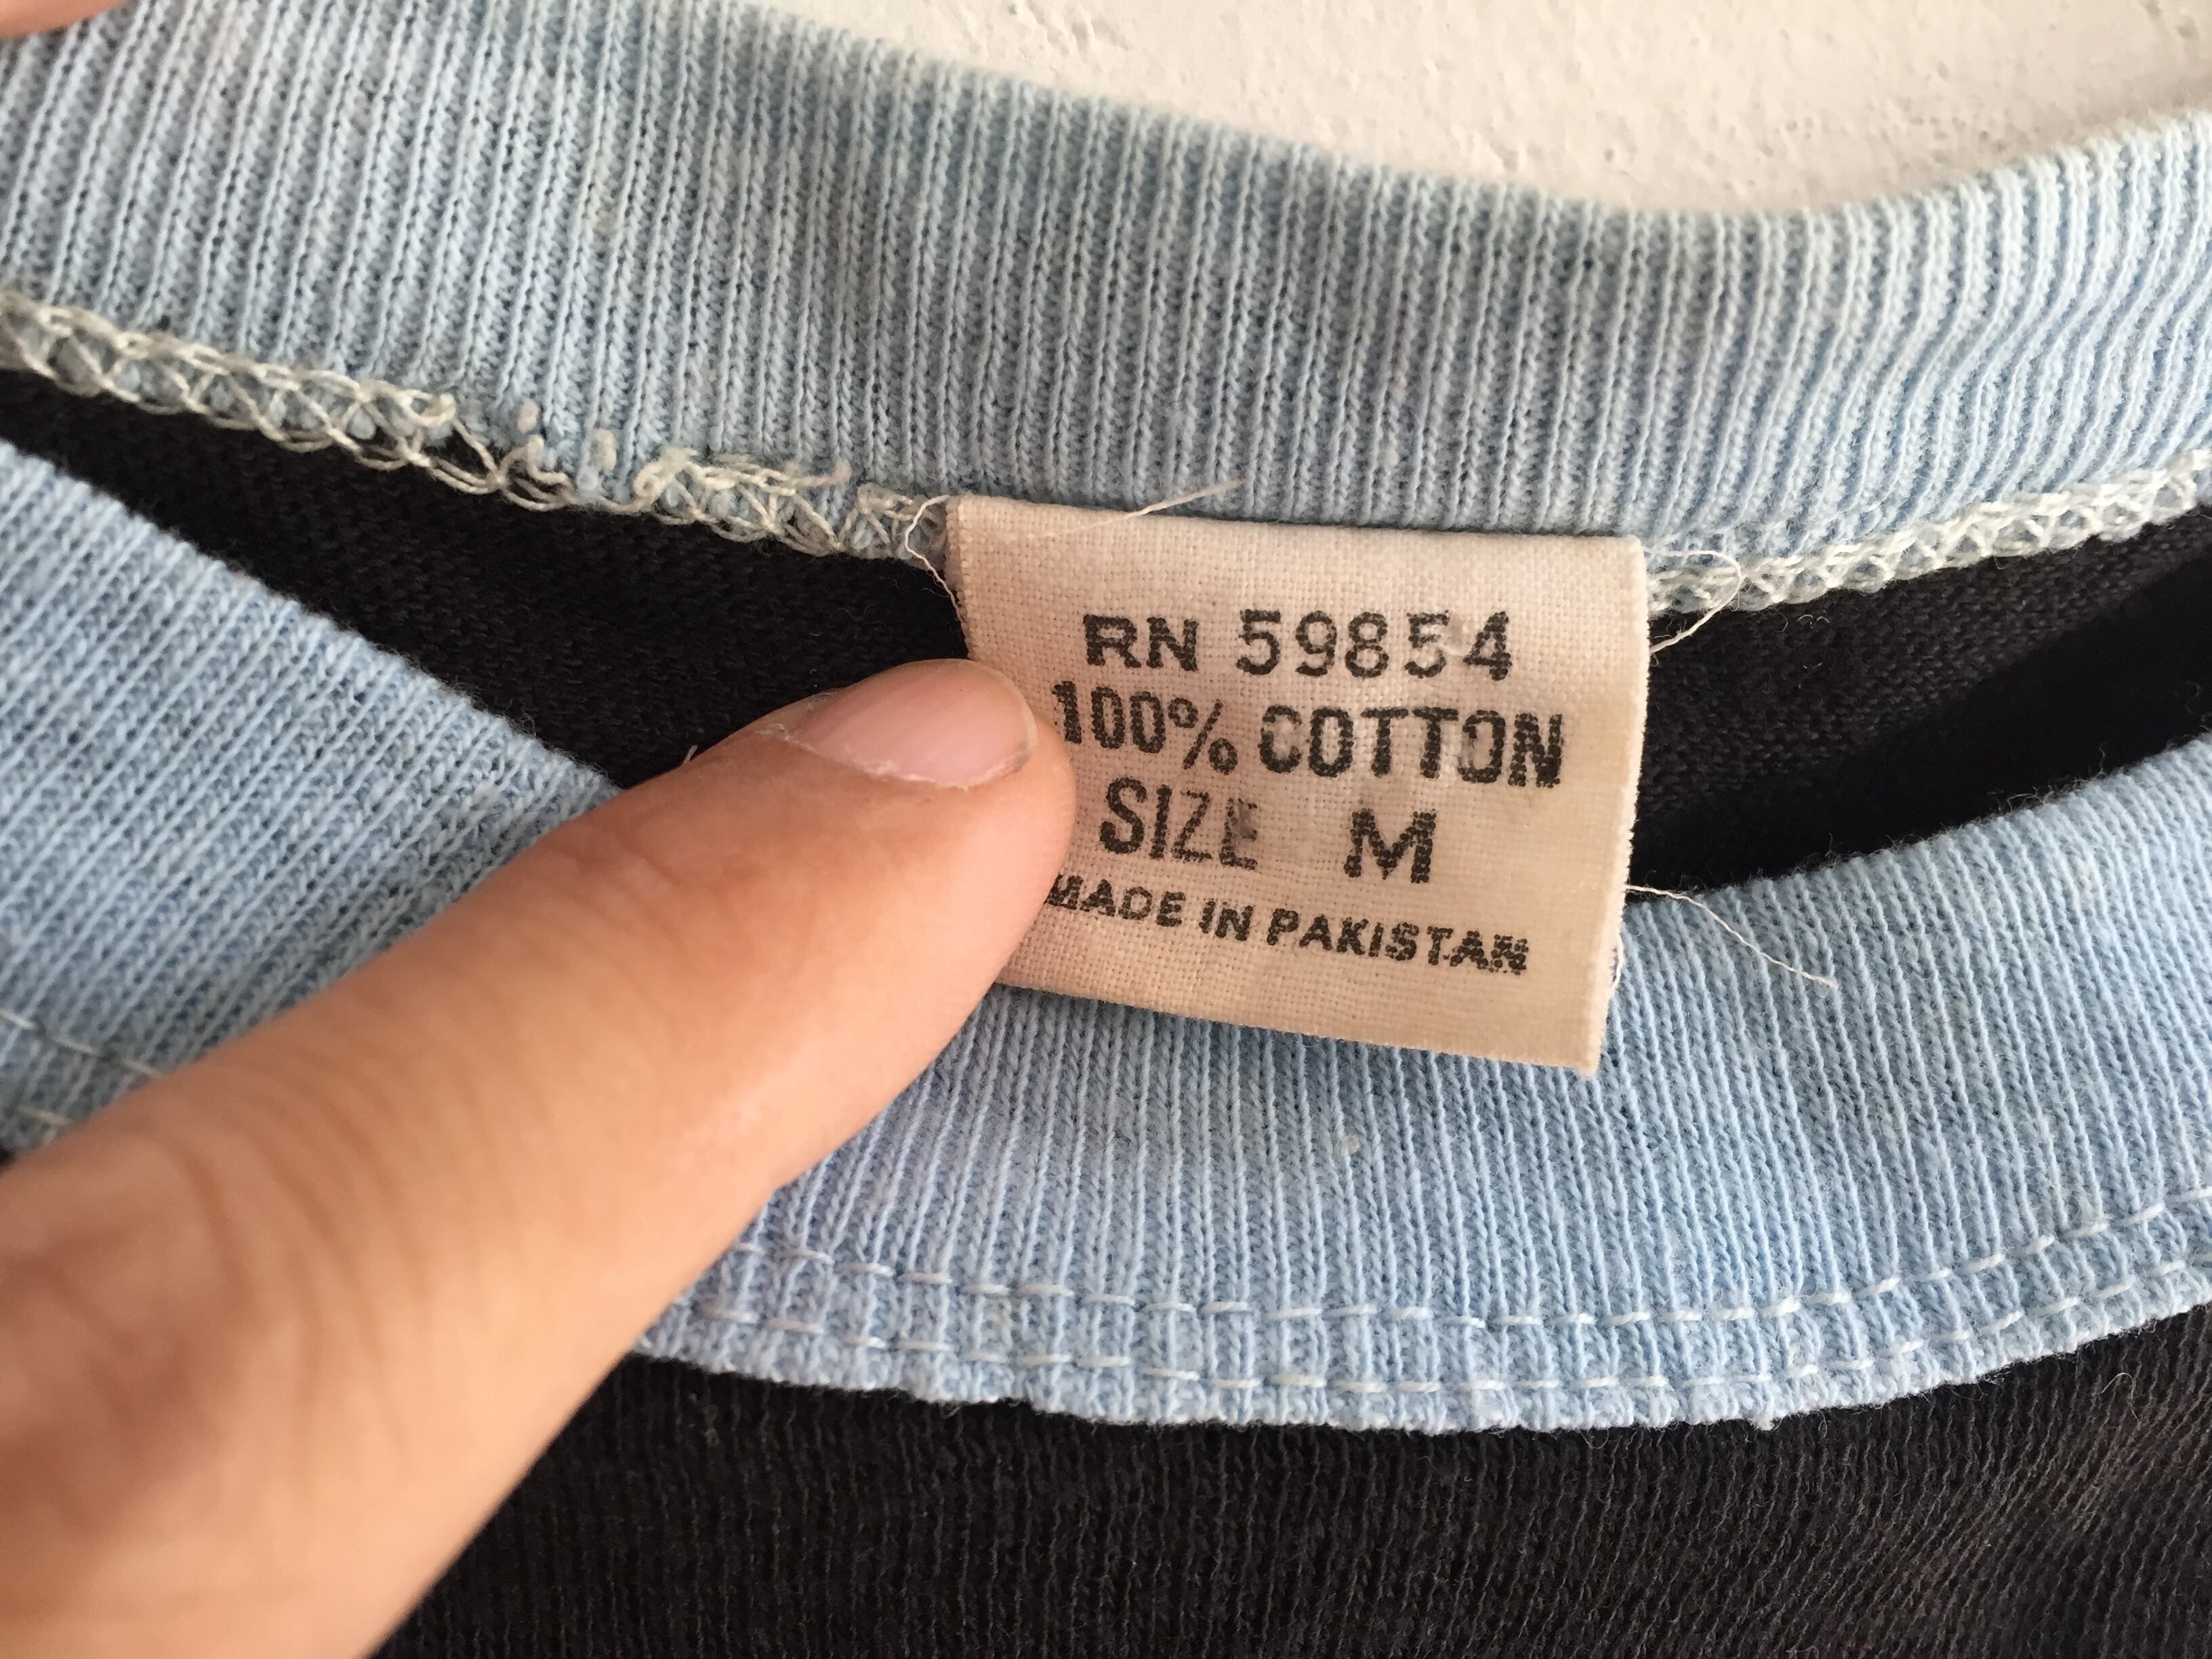 RN 59854
100% COTTON
SIZE M
MADE IN PAKISTAN